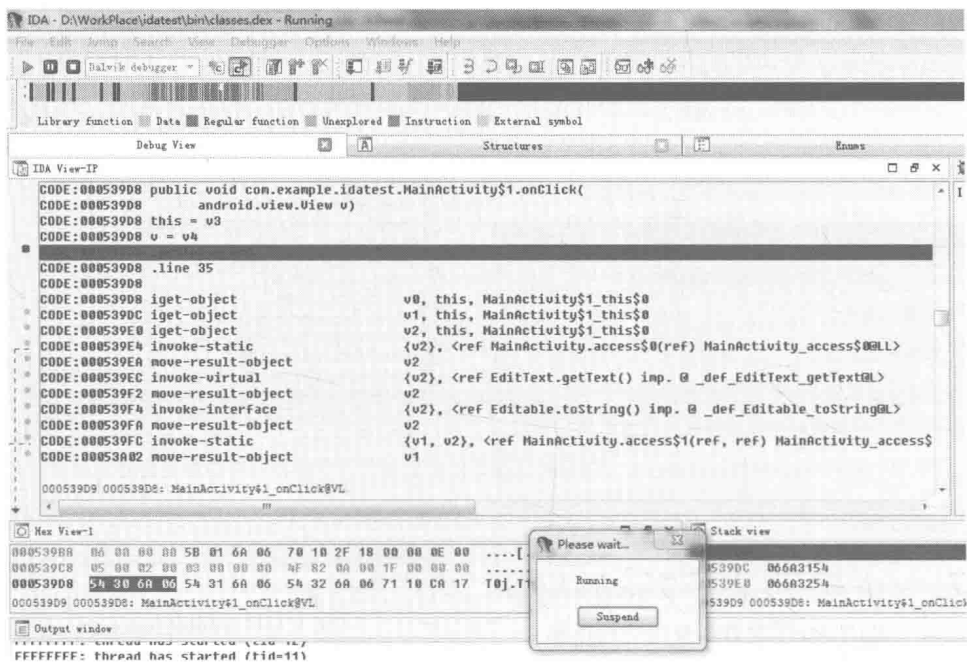 IDA - D:\WorkPlace\idatest\bin\classes.dex - Running
File Edit Jump Search View Debugger Options Windows Help
Dalvik debugger
Library function Data Regular function Unexplored Instruction External symbol
Debug View Structures Enums
IDA View-IP
CODE:000539D8 public void com.example.idatest.MainActivity$1.onClick(
CODE:000539D8 android.view.View v)
CODE:000539D8 this = v3
CODE:000539D8 v = v4
CODE:000539D8 .line 35
CODE:000539D8
CODE:000539D8 iget-object v0, this, MainActivity$1_this$0
CODE:000539DC iget-object v1, this, MainActivity$1_this$0
CODE:000539E0 iget-object v2, this, MainActivity$1_this$0
CODE:000539E4 invoke-static {v2}, <ref MainActivity.access$0(ref) MainActivity_access$0@LL>
CODE:000539EA move-result-object v2
CODE:000539EC invoke-virtual {v2}, <ref EditText.getText() imp. @ _def_EditText_getText@L>
CODE:000539F2 move-result-object v2
CODE:000539F4 invoke-interface {v2}, <ref Editable.toString() imp. @ _def_Editable_toString@L>
CODE:000539FA move-result-object v2
CODE:000539FC invoke-static {v1, v2}, <ref MainActivity.access$1(ref, ref) MainActivity_access$
CODE:00053A02 move-result-object v1
000539D9 000539D8: MainActivity$1_onClick@VL
Hex View-1
000539B8 06 00 00 00 5B 01 6A 06 70 10 2F 18 00 00 0E 00 ....[.
000539C8 05 00 02 00 03 00 00 00 4F 82 0A 00 1F 00 00 00
000539D8 54 30 6A 06 54 31 6A 06 54 32 6A 06 71 10 CA 17 T0j.T1
000539D9 000539D8: MainActivity$1_onClick@VL
Please wait...
Running
Suspend
Stack view
539DC 066A3154
539E0 066A3254
539D9 000539D8: MainActivity$1_onClick
Output window
FFFFFFFF: thread has started (tid=12)
FFFFFFFF: thread has started (tid=11)